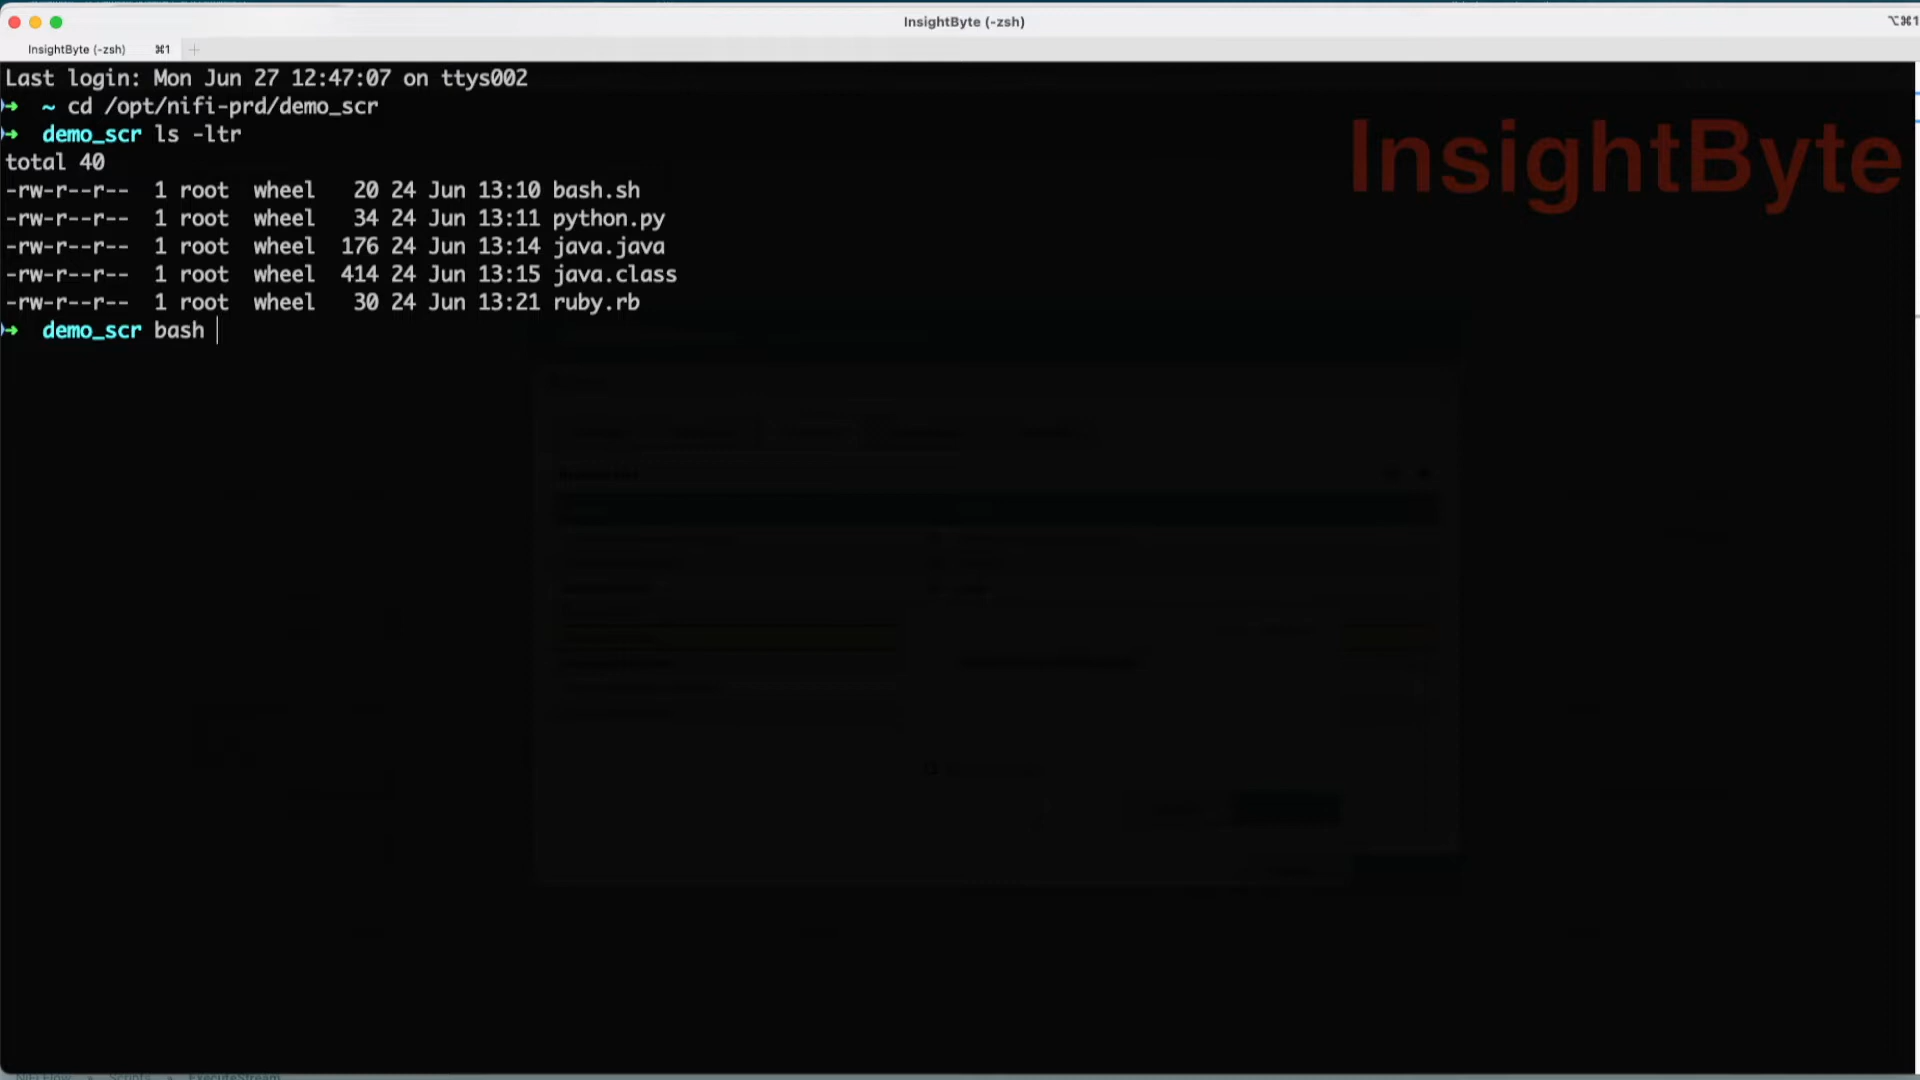 InsightByte (-zsh)
⌥⌘1
InsightByte (-zsh) ⌘1 +
Last login: Mon Jun 27 12:47:07 on ttys002
➜ ~ cd /opt/nifi-prd/demo_scr
➜ demo_scr ls -ltr
total 40
-rw-r--r-- 1 root wheel 20 24 Jun 13:10 bash.sh
-rw-r--r-- 1 root wheel 34 24 Jun 13:11 python.py
-rw-r--r-- 1 root wheel 176 24 Jun 13:14 java.java
-rw-r--r-- 1 root wheel 414 24 Jun 13:15 java.class
-rw-r--r-- 1 root wheel 30 24 Jun 13:21 ruby.rb
➜ demo_scr bash
InsightByte